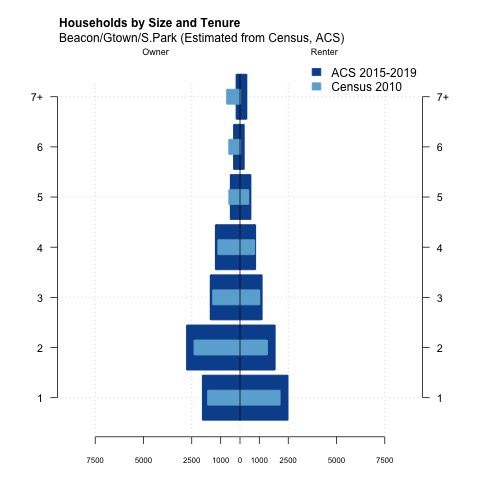 Households by Size and Tenure
Beacon/Gtown/S.Park (Estimated from Census, ACS)
Owner Renter
ACS 2015-2019
Census 2010
7+ 7+
6 6
5 5
4 4
3 3
2 2
1 1
7500 5000 2500 1000 0 1000 2500 5000 7500